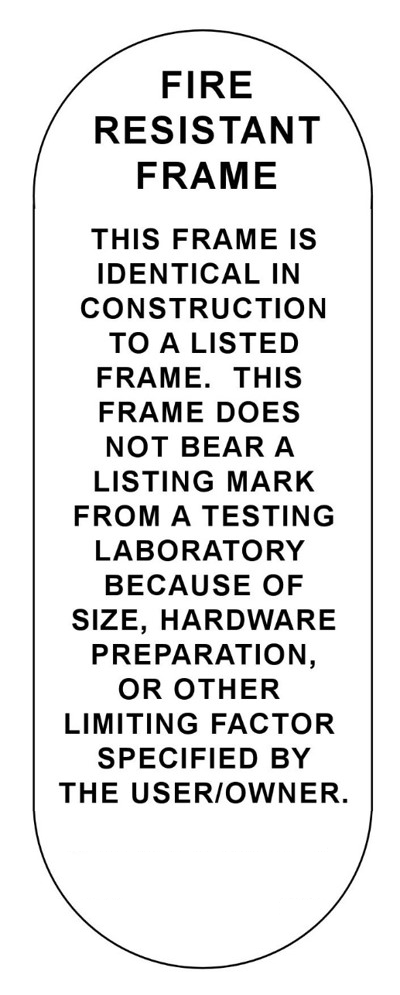 FIRE
RESISTANT
FRAME
THIS FRAME IS
IDENTICAL IN
CONSTRUCTION
TO A LISTED
FRAME.  THIS
FRAME DOES
NOT BEAR A
LISTING MARK
FROM A TESTING
LABORATORY
BECAUSE OF
SIZE, HARDWARE
PREPARATION,
OR OTHER
LIMITING FACTOR
SPECIFIED BY
THE USER/OWNER.